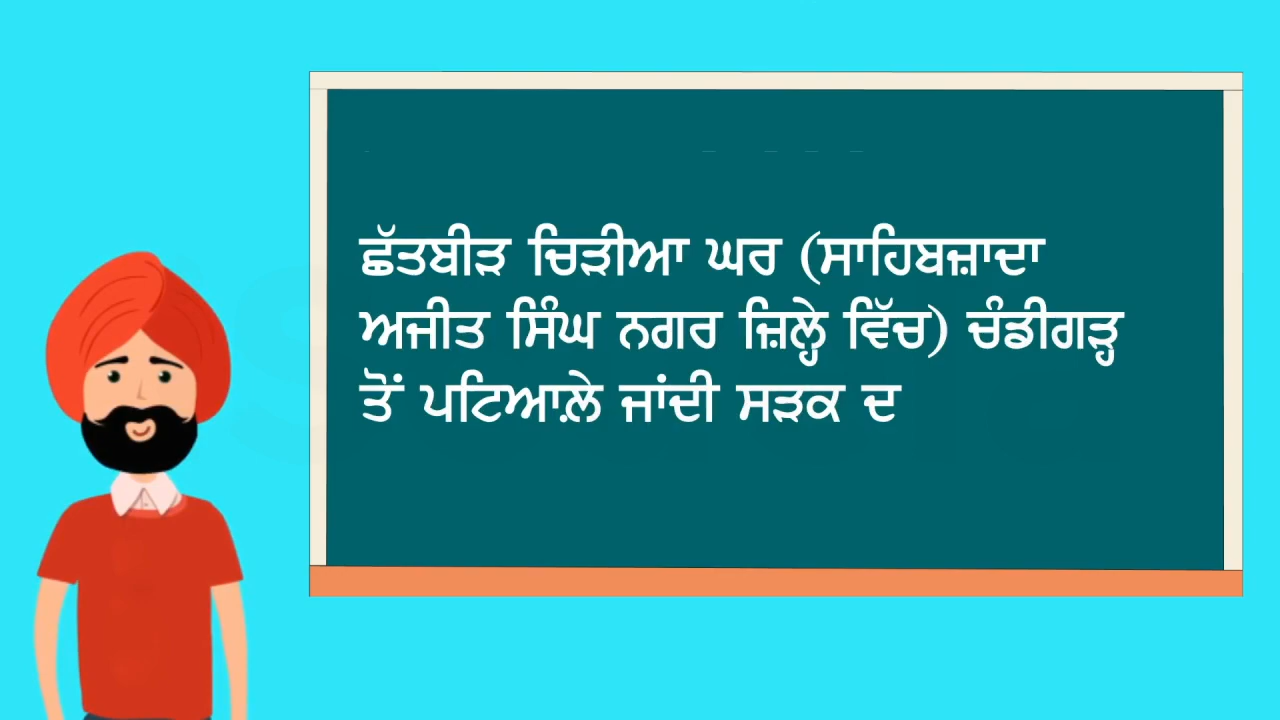 ਛੱਤਬੀੜ ਚਿੜੀਆ ਘਰ (ਸਾਹਿਬਜ਼ਾਦਾ
ਅਜੀਤ ਸਿੰਘ ਨਗਰ ਜ਼ਿਲ੍ਹੇ ਵਿੱਚ) ਚੰਡੀਗੜ੍ਹ
ਤੋਂ ਪਟਿਆਲ਼ੇ ਜਾਂਦੀ ਸੜਕ ਦ